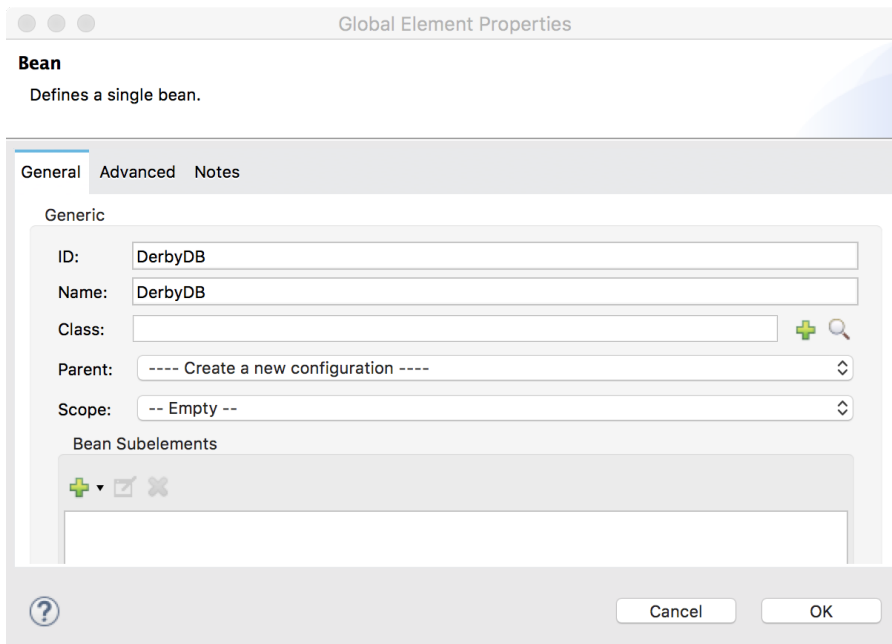 Global Element Properties
Bean
Defines a single bean.
General Advanced Notes
Generic
ID: DerbyDB
Name: DerbyDB
Class:
Parent: ---- Create a new configuration ----
Scope: -- Empty --
Bean Subelements
?
Cancel OK